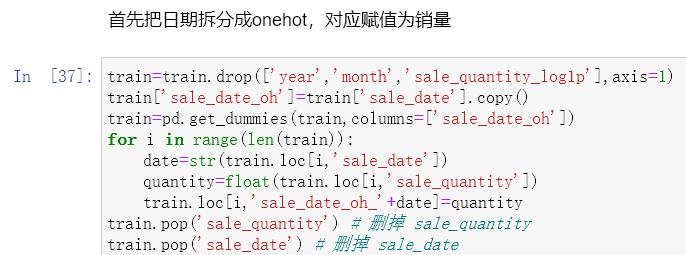 首先把日期拆分成onehot，对应赋值为销量
In [37]: train=train.drop(['year','month','sale_quantity_log1p'],axis=1)
train['sale_date_oh']=train['sale_date'].copy()
train=pd.get_dummies(train,columns=['sale_date_oh'])
for i in range(len(train)):
    date=str(train.loc[i,'sale_date'])
    quantity=float(train.loc[i,'sale_quantity'])
    train.loc[i,'sale_date_oh_'+date]=quantity
train.pop('sale_quantity') # 删掉 sale_quantity
train.pop('sale_date') # 删掉 sale_date